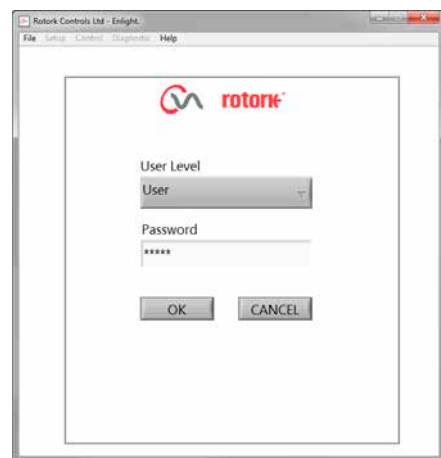 Rotork Controls Ltd - Enlight.
File Setup Control Diagnostic Help
rotork
User Level
User
Password
*****
OK CANCEL